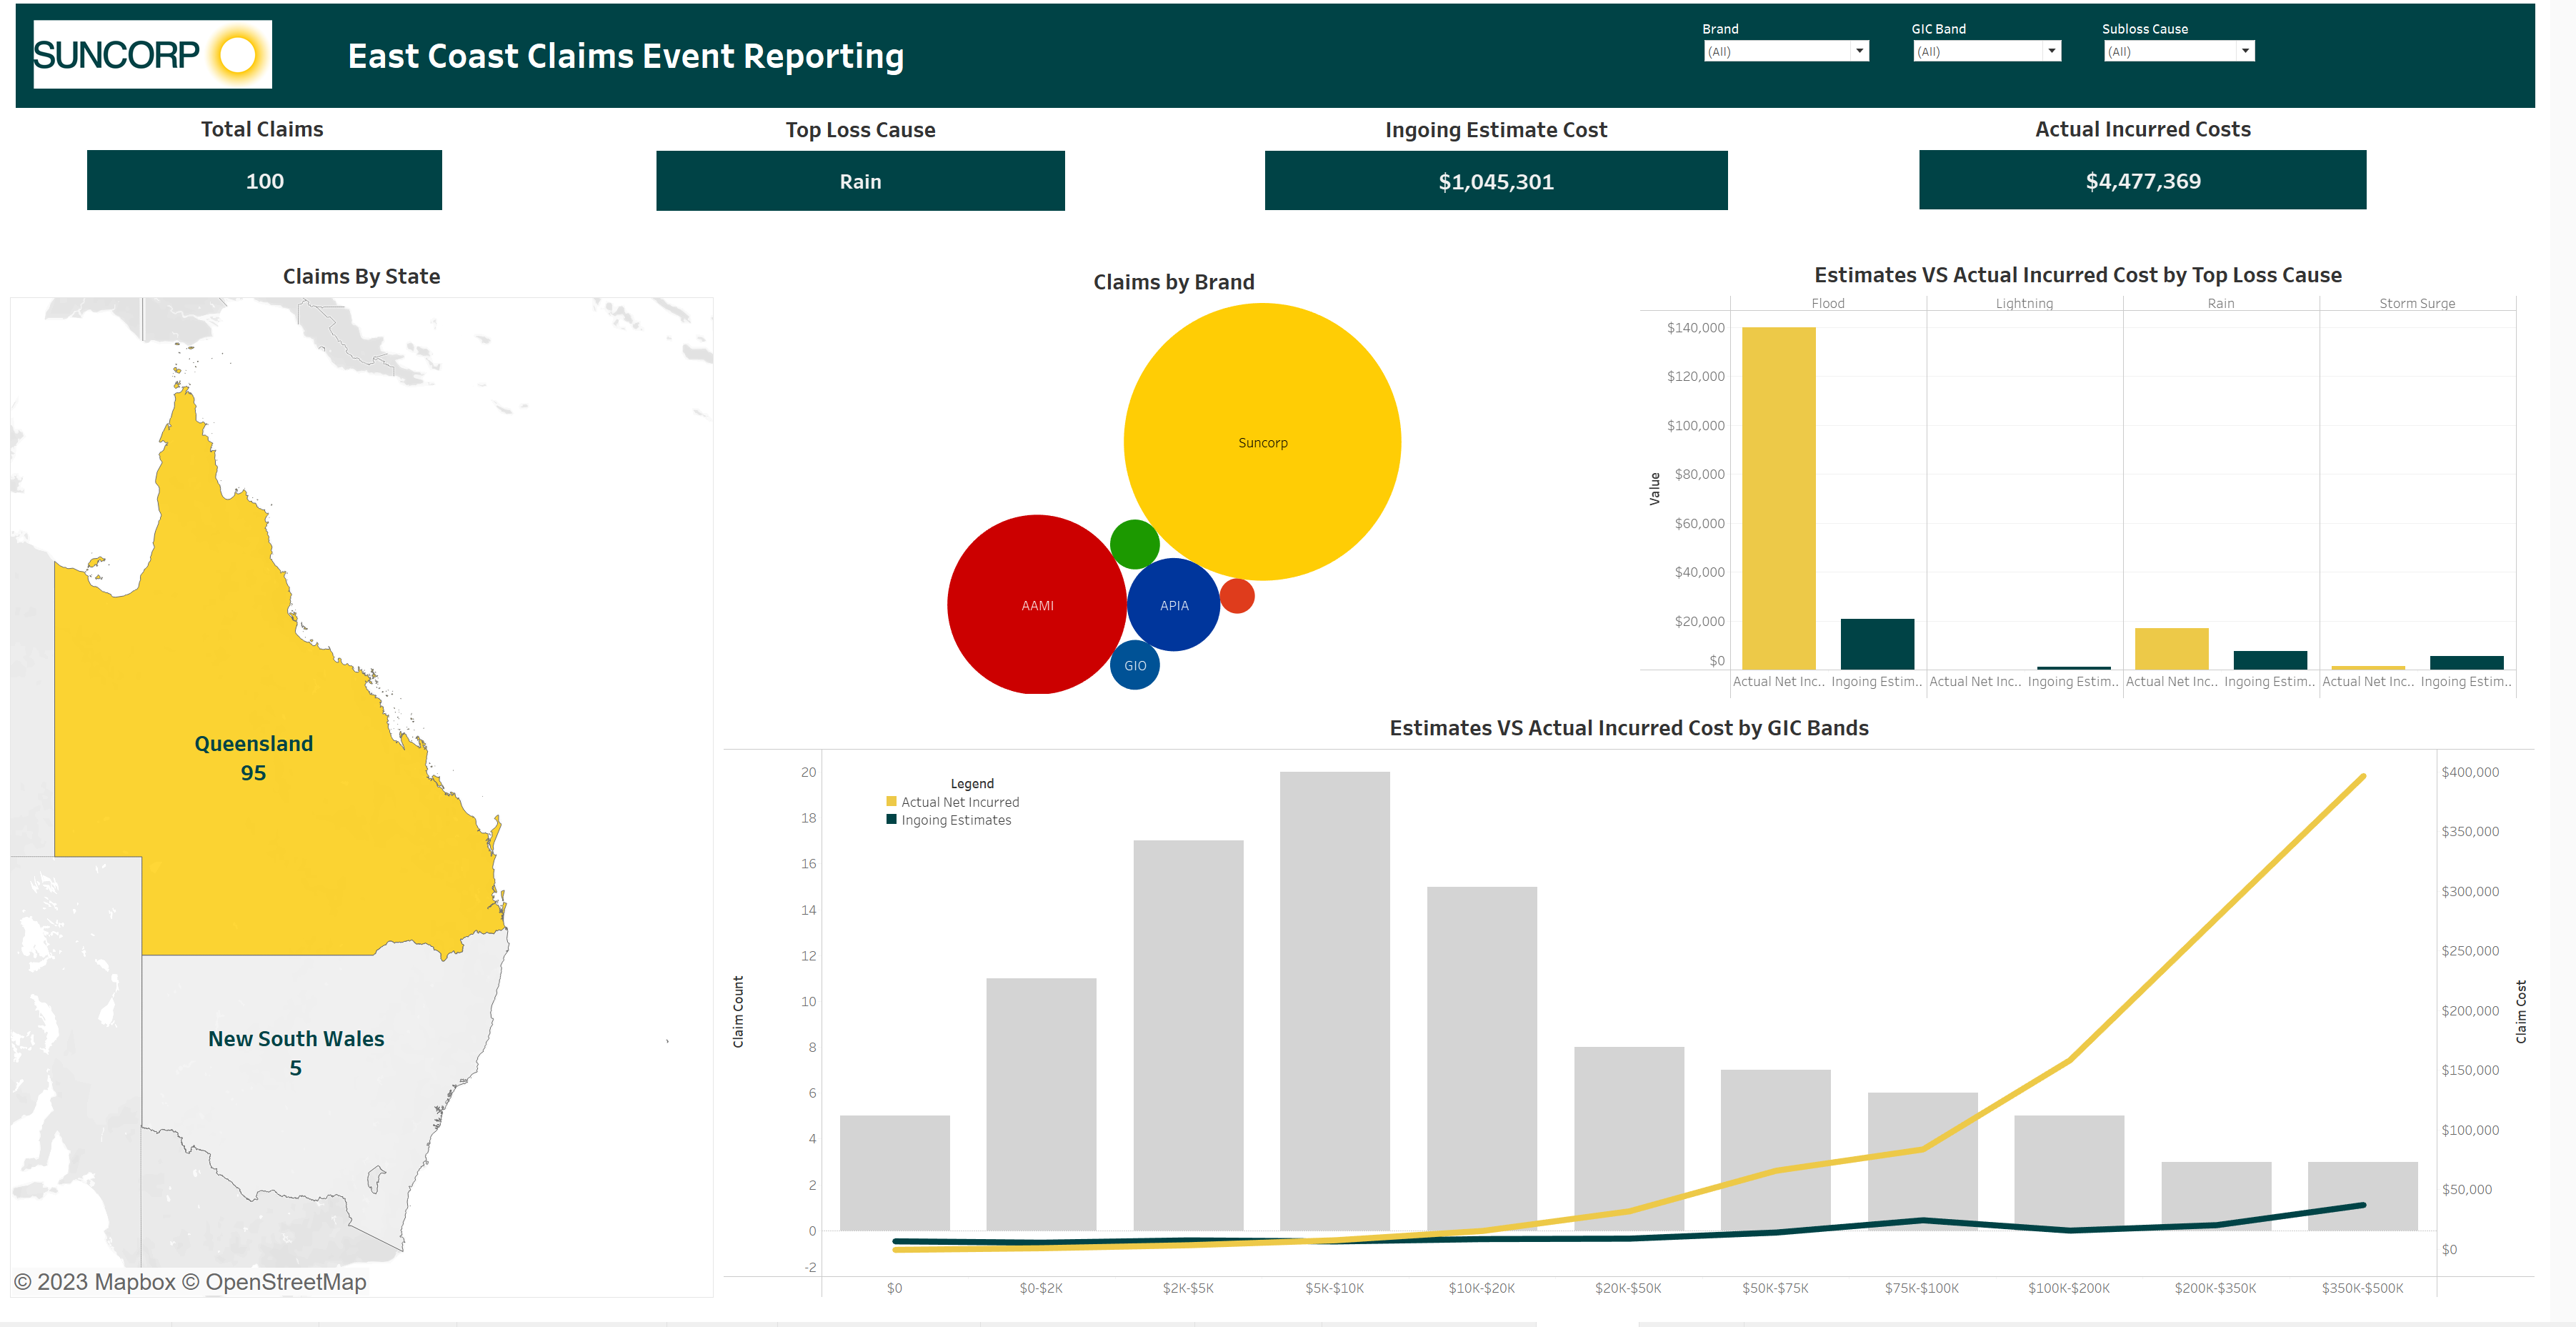 SUNCORP
East Coast Claims Event Reporting
Brand
(All)
GIC Band
(All)
Subloss Cause
(All)
Total Claims
100
Top Loss Cause
Rain
Ingoing Estimate Cost
$1,045,301
Actual Incurred Costs
$4,477,369
Claims By State
Queensland
95
New South Wales
5
© 2023 Mapbox © OpenStreetMap
Claims by Brand
Suncorp
AAMI
APIA
GIO
Estimates VS Actual Incurred Cost by Top Loss Cause
Flood
Lightning
Rain
Storm Surge
Value
$140,000
$120,000
$100,000
$80,000
$60,000
$40,000
$20,000
$0
Actual Net Inc..
Ingoing Estim..
Actual Net Inc..
Ingoing Estim..
Actual Net Inc..
Ingoing Estim..
Actual Net Inc..
Ingoing Estim..
Estimates VS Actual Incurred Cost by GIC Bands
Legend
Actual Net Incurred
Ingoing Estimates
Claim Count
20
18
16
14
12
10
8
6
4
2
0
-2
$400,000
$350,000
$300,000
$250,000
$200,000
$150,000
$100,000
$50,000
$0
Claim Cost
$0
$0-$2K
$2K-$5K
$5K-$10K
$10K-$20K
$20K-$50K
$50K-$75K
$75K-$100K
$100K-$200K
$200K-$350K
$350K-$500K